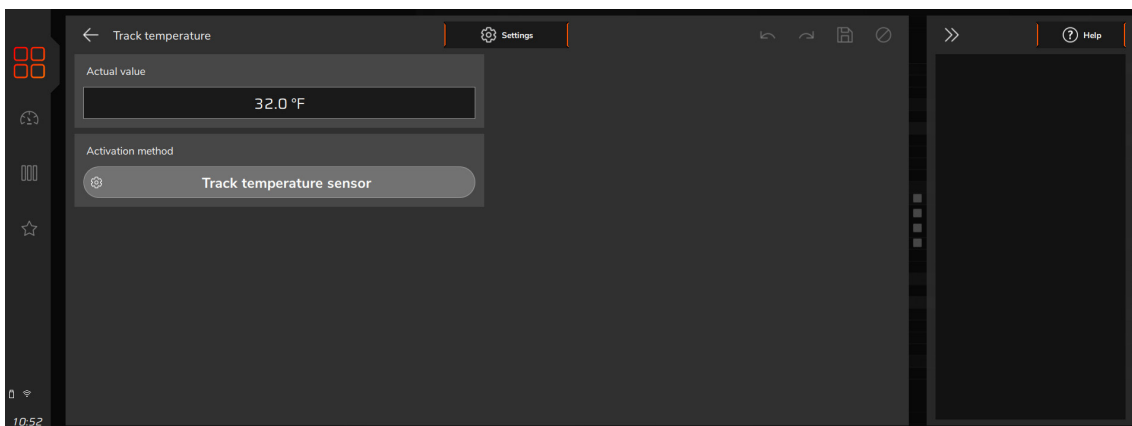 Track temperature
Settings
Help
Actual value
32.0 °F
Activation method
Track temperature sensor
10:52